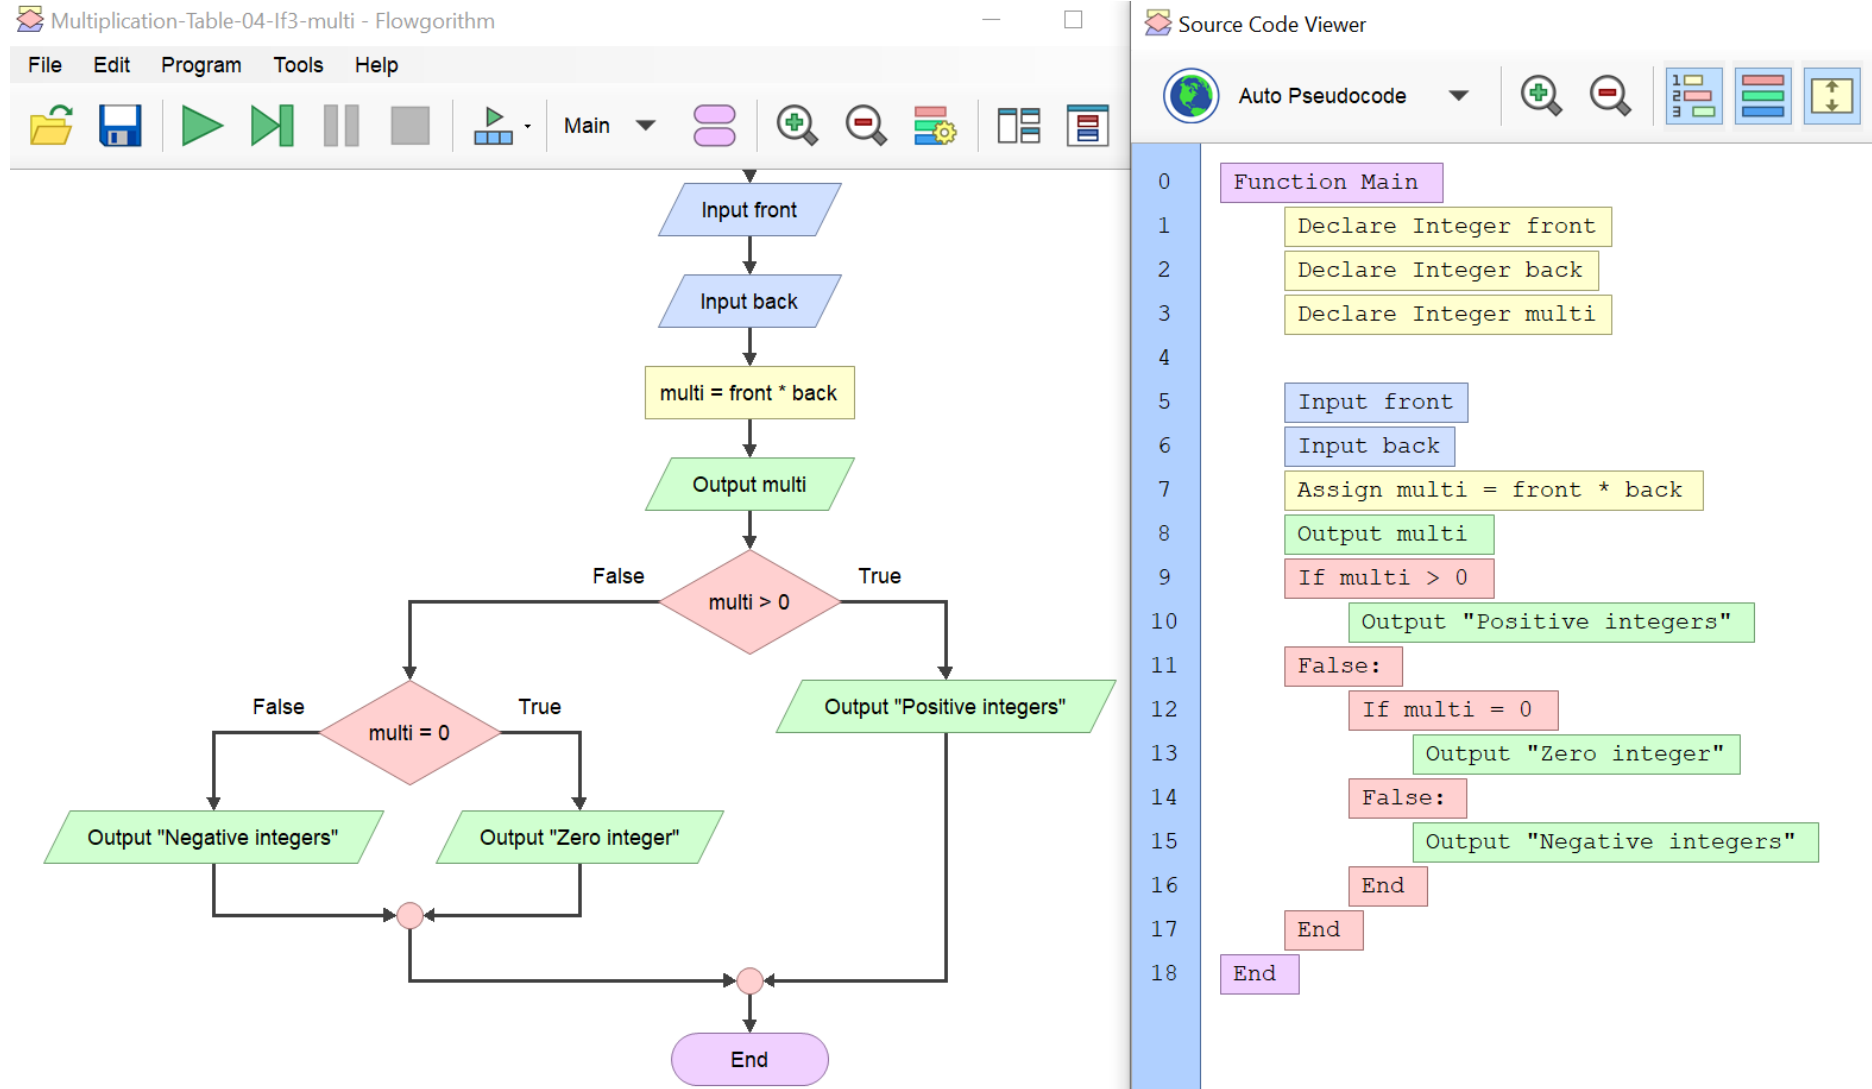 Multiplication-Table-04-If3-multi - Flowgorithm
File Edit Program Tools Help
Main
Input front
Input back
multi = front * back
Output multi
False
True
multi > 0
False
True
multi = 0
Output "Positive integers"
Output "Negative integers"
Output "Zero integer"
End
Source Code Viewer
Auto Pseudocode
1
2
3
0 Function Main
1 Declare Integer front
2 Declare Integer back
3 Declare Integer multi
4
5 Input front
6 Input back
7 Assign multi = front * back
8 Output multi
9 If multi > 0
10 Output "Positive integers"
11 False:
12 If multi = 0
13 Output "Zero integer"
14 False:
15 Output "Negative integers"
16 End
17 End
18 End